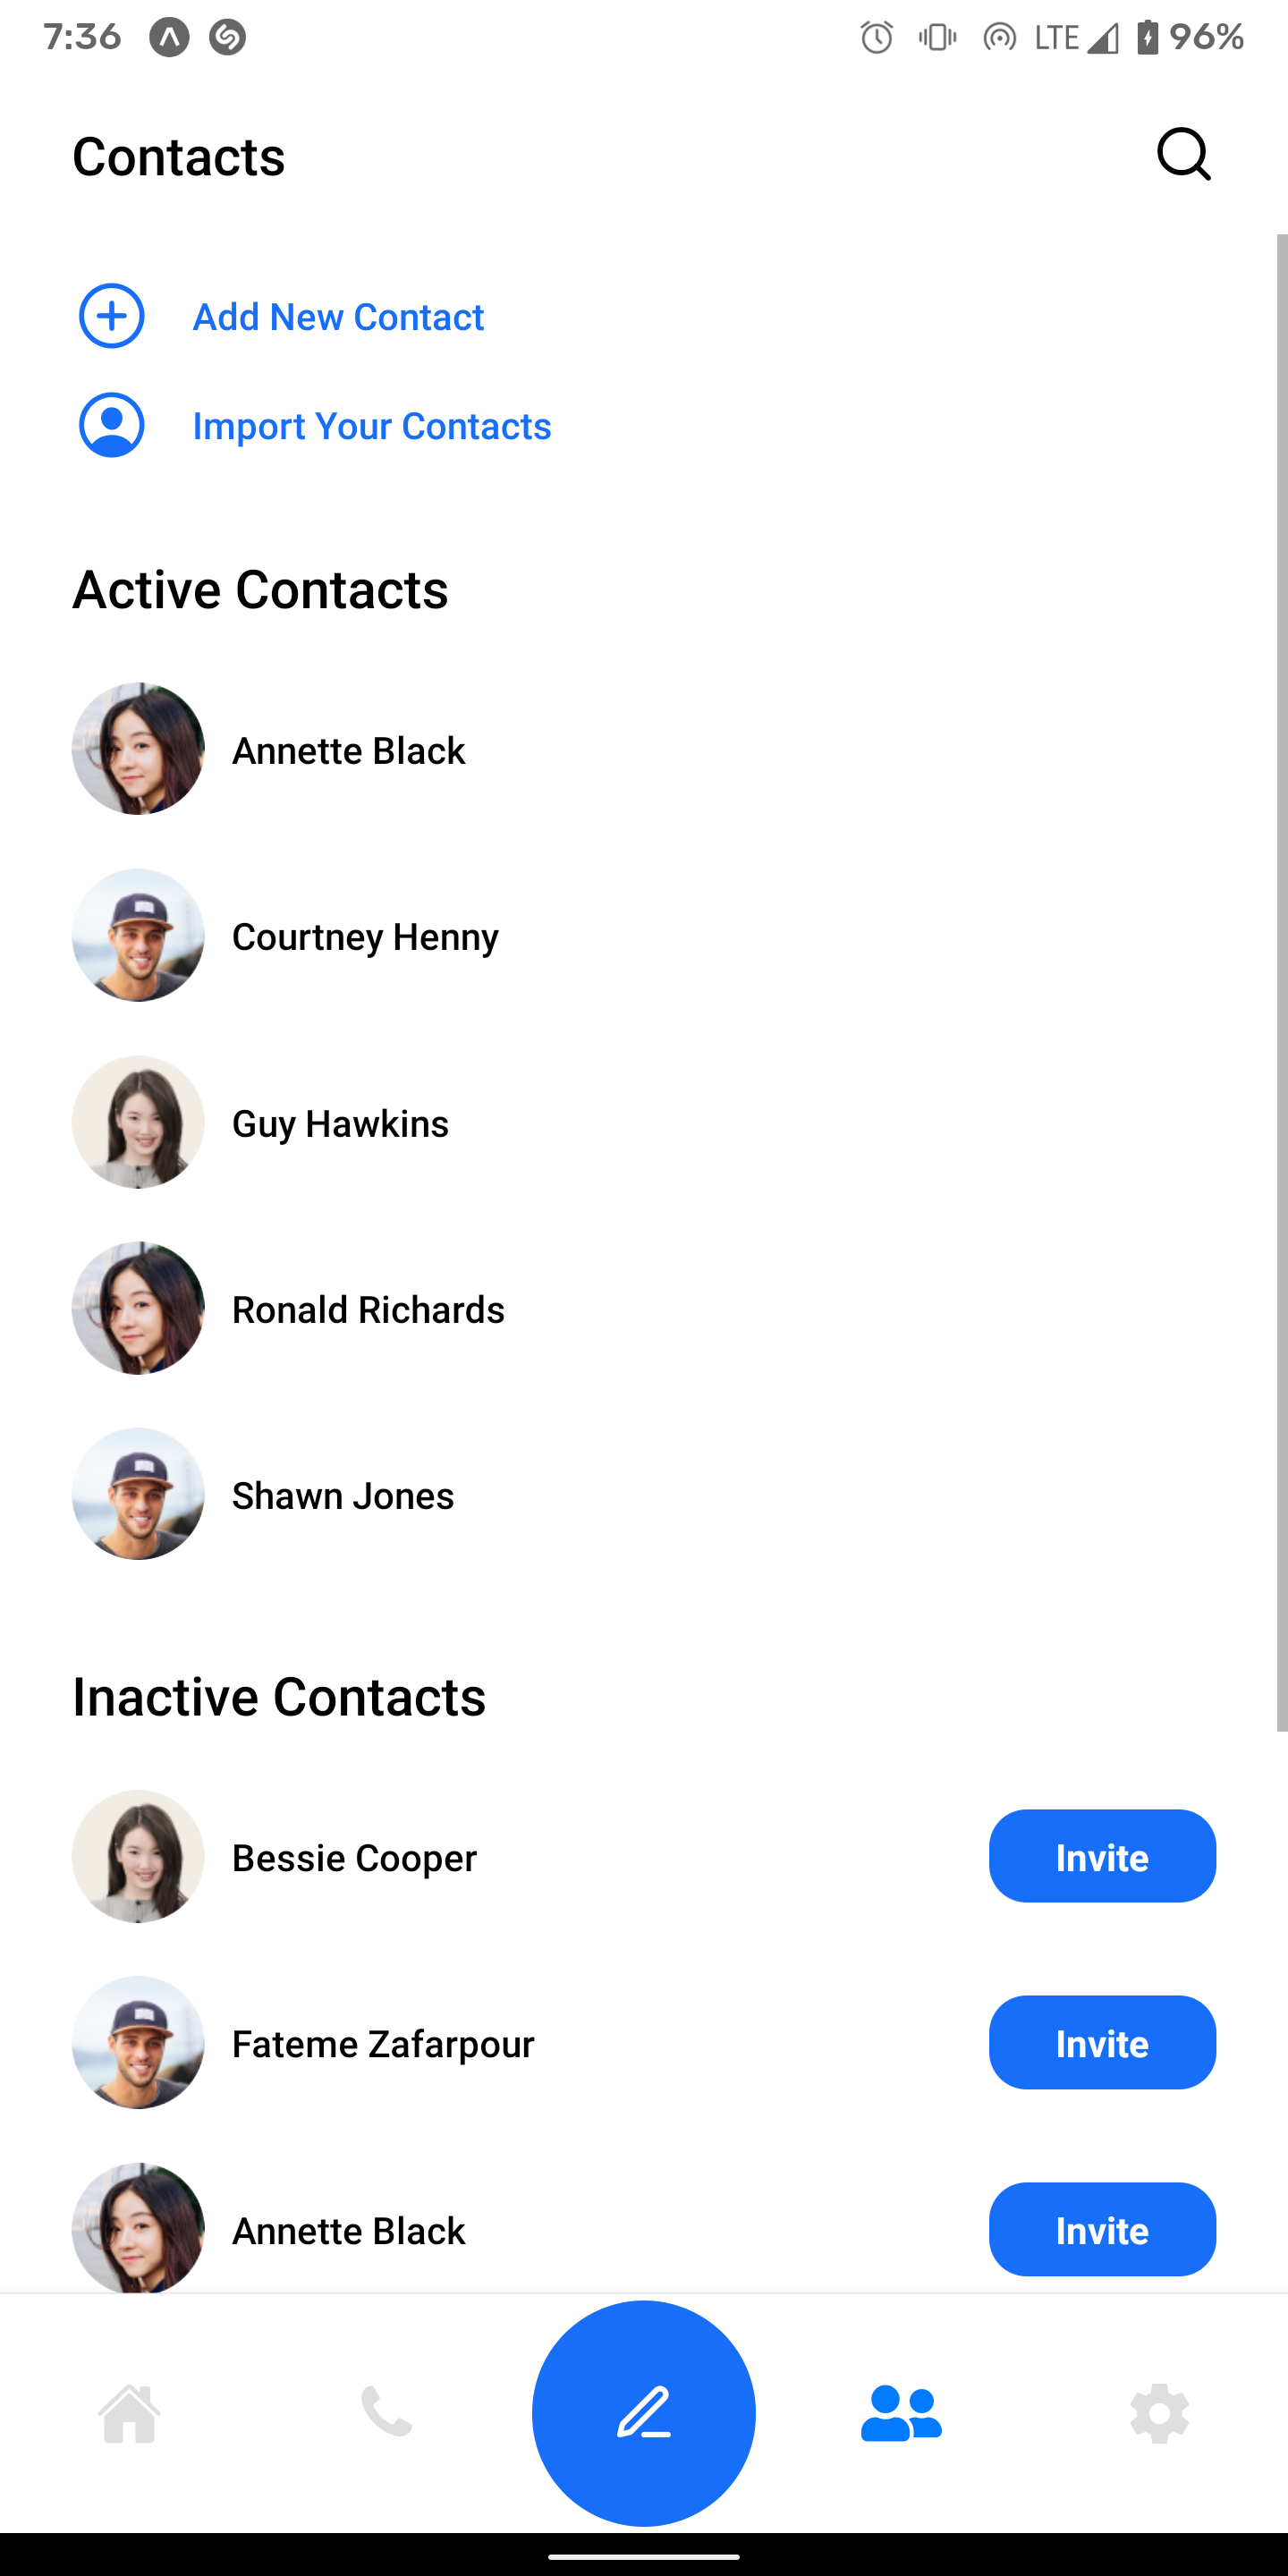 7:36 LTE 96%
Contacts
Add New Contact
Import Your Contacts
Active Contacts
Annette Black
Courtney Henny
Guy Hawkins
Ronald Richards
Shawn Jones
Inactive Contacts
Bessie Cooper Invite
Fateme Zafarpour Invite
Annette Black Invite